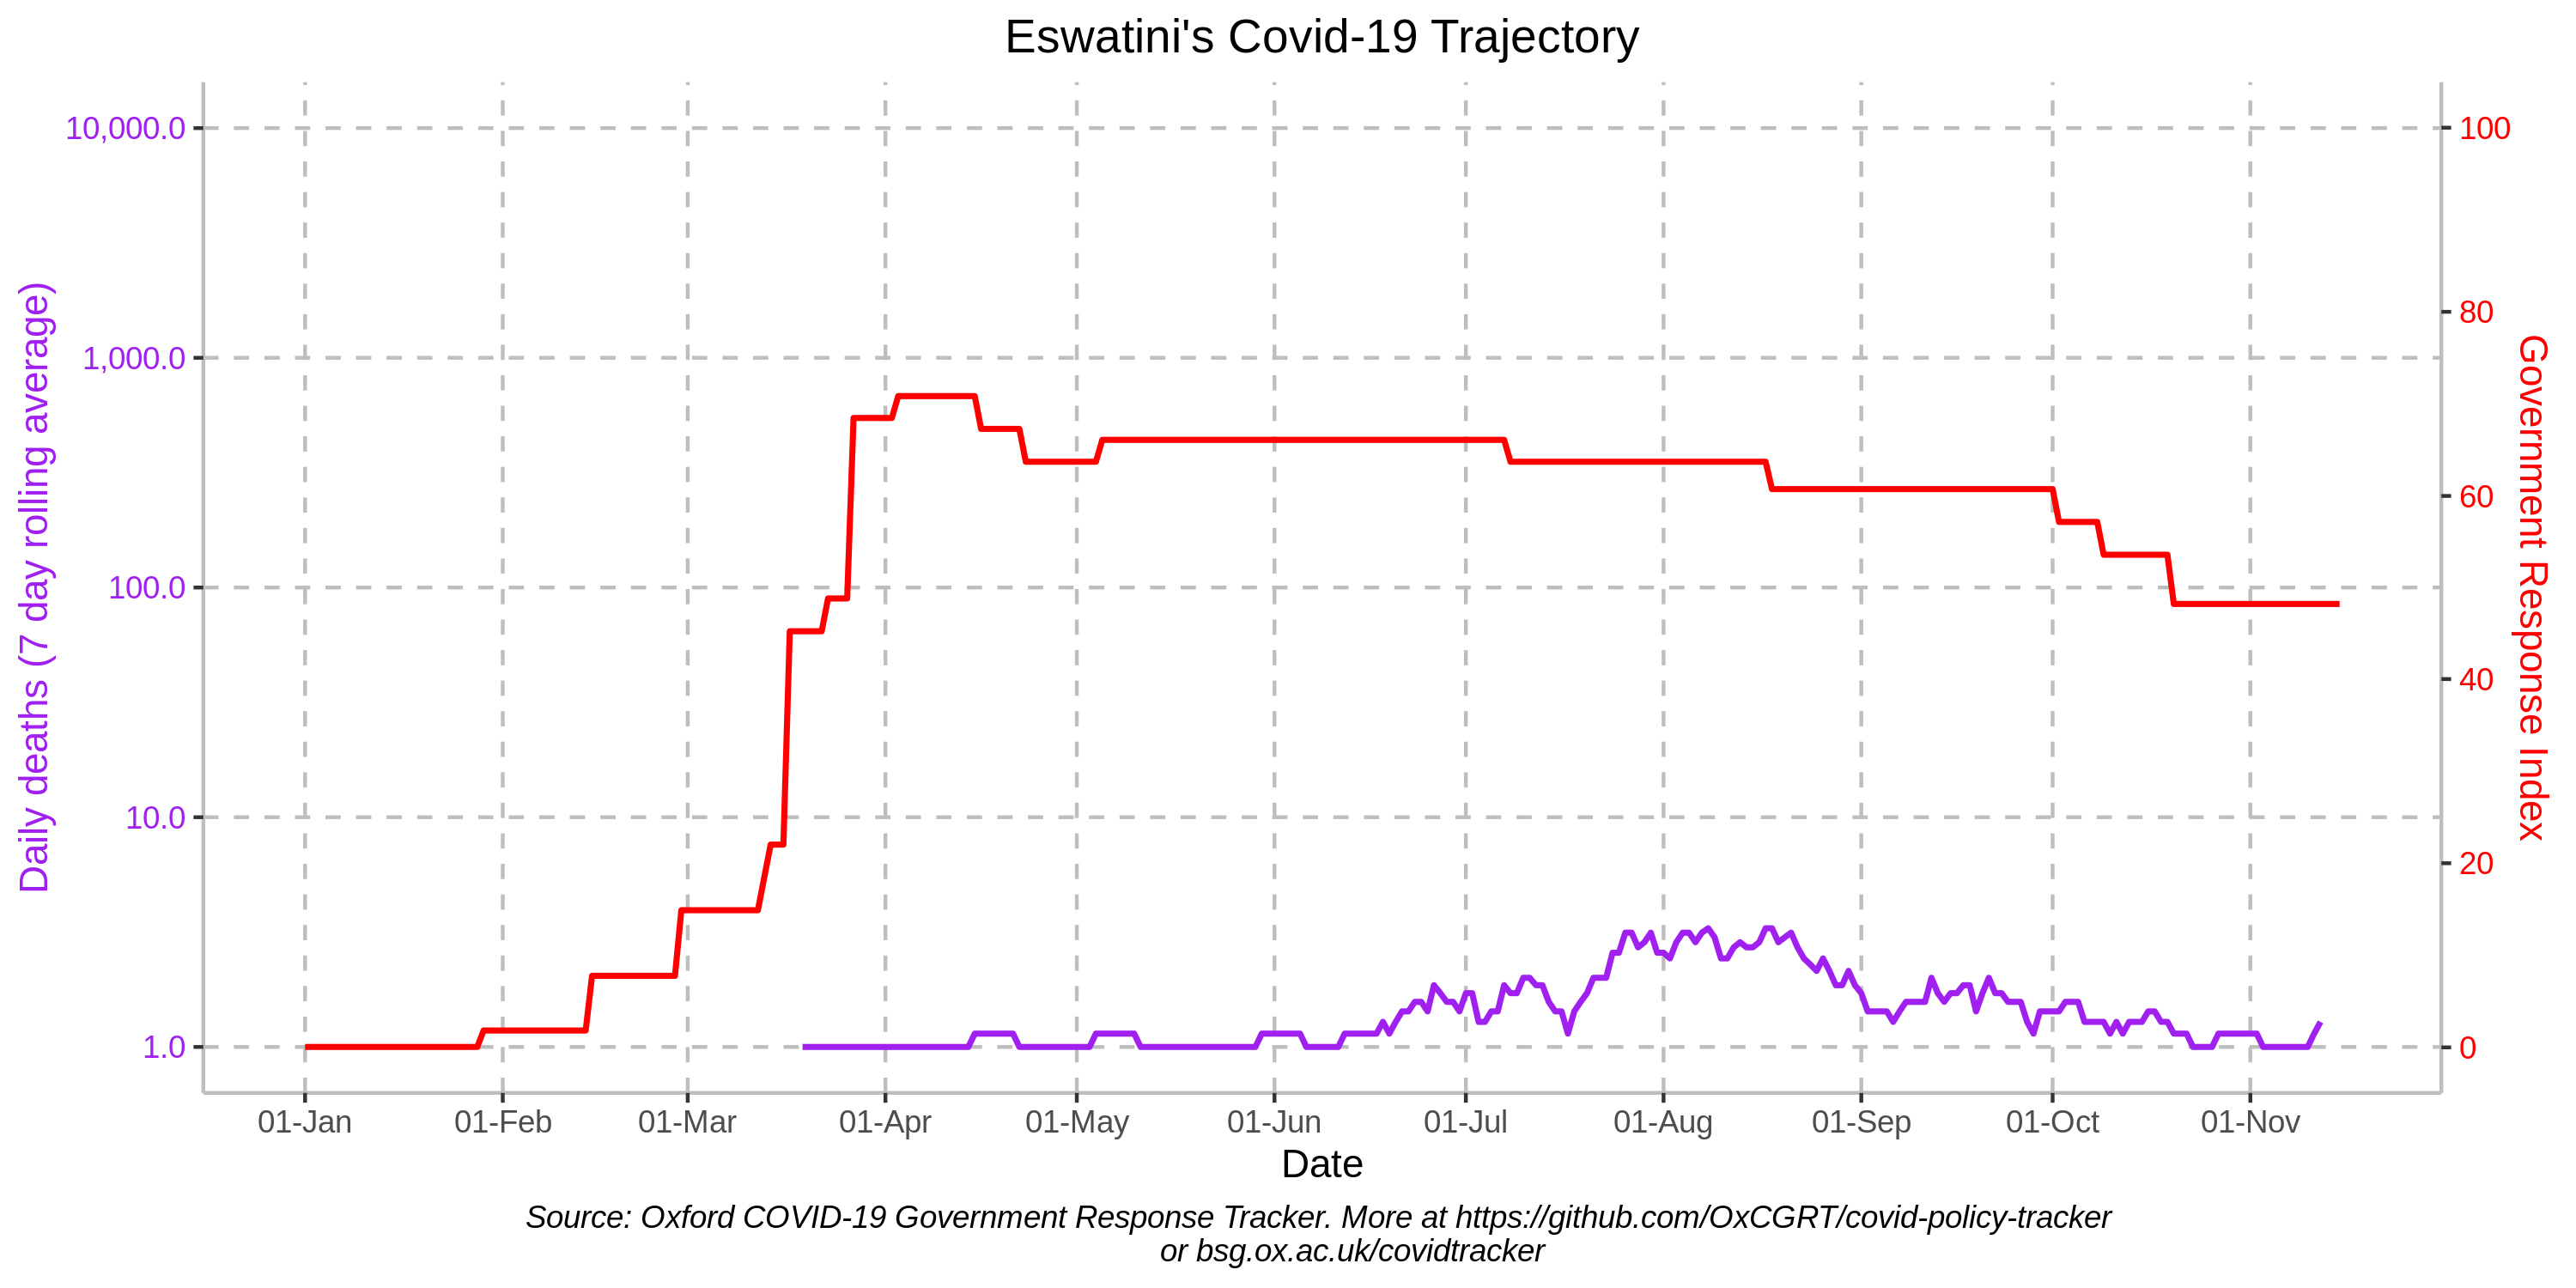 Eswatini's Covid-19 Trajectory
Daily deaths (7 day rolling average)
10,000.0
1,000.0
100.0
10.0
1.0
100
80
60
40
20
0
Government Response Index
01-Jan
01-Feb
01-Mar
01-Apr
01-May
01-Jun
01-Jul
01-Aug
01-Sep
01-Oct
01-Nov
Date
Source: Oxford COVID-19 Government Response Tracker. More at https://github.com/OxCGRT/covid-policy-tracker
or bsg.ox.ac.uk/covidtracker